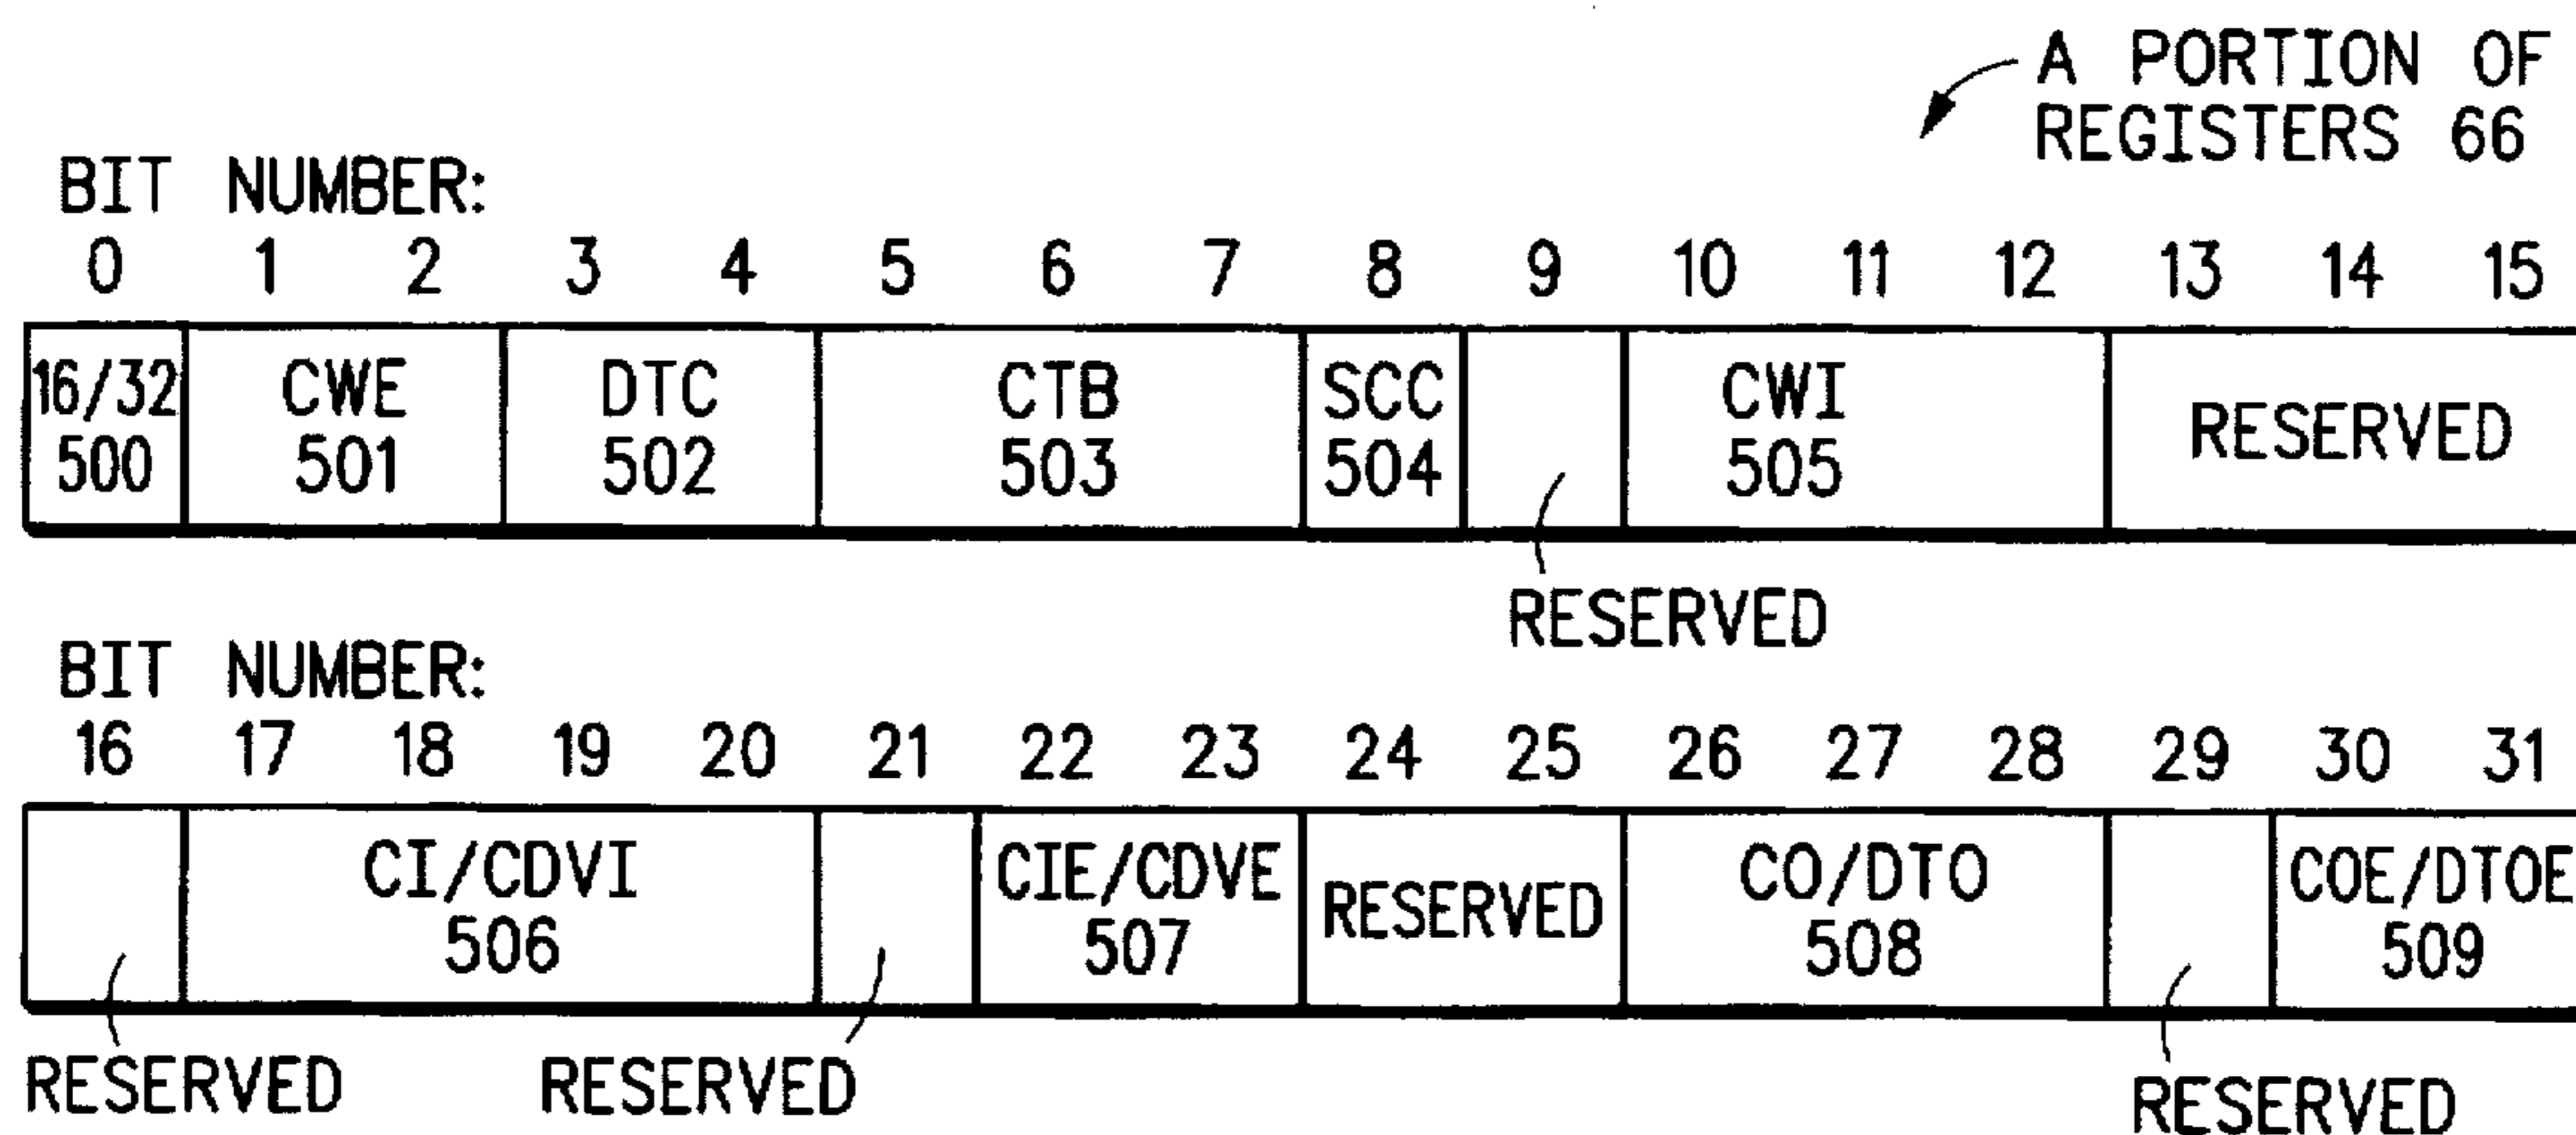 A PORTION OF
REGISTERS 66
BIT NUMBER:
0 1 2 3 4 5 6 7 8 9 10 11 12 13 14 15
16/32 CWE DTC CTB SCC CWI RESERVED
500 501 502 503 504 505
RESERVED
BIT NUMBER:
16 17 18 19 20 21 22 23 24 25 26 27 28 29 30 31
CI/CDVI CIE/CDVE RESERVED CO/DTO COE/DTOE
506 507 508 509
RESERVED RESERVED RESERVED